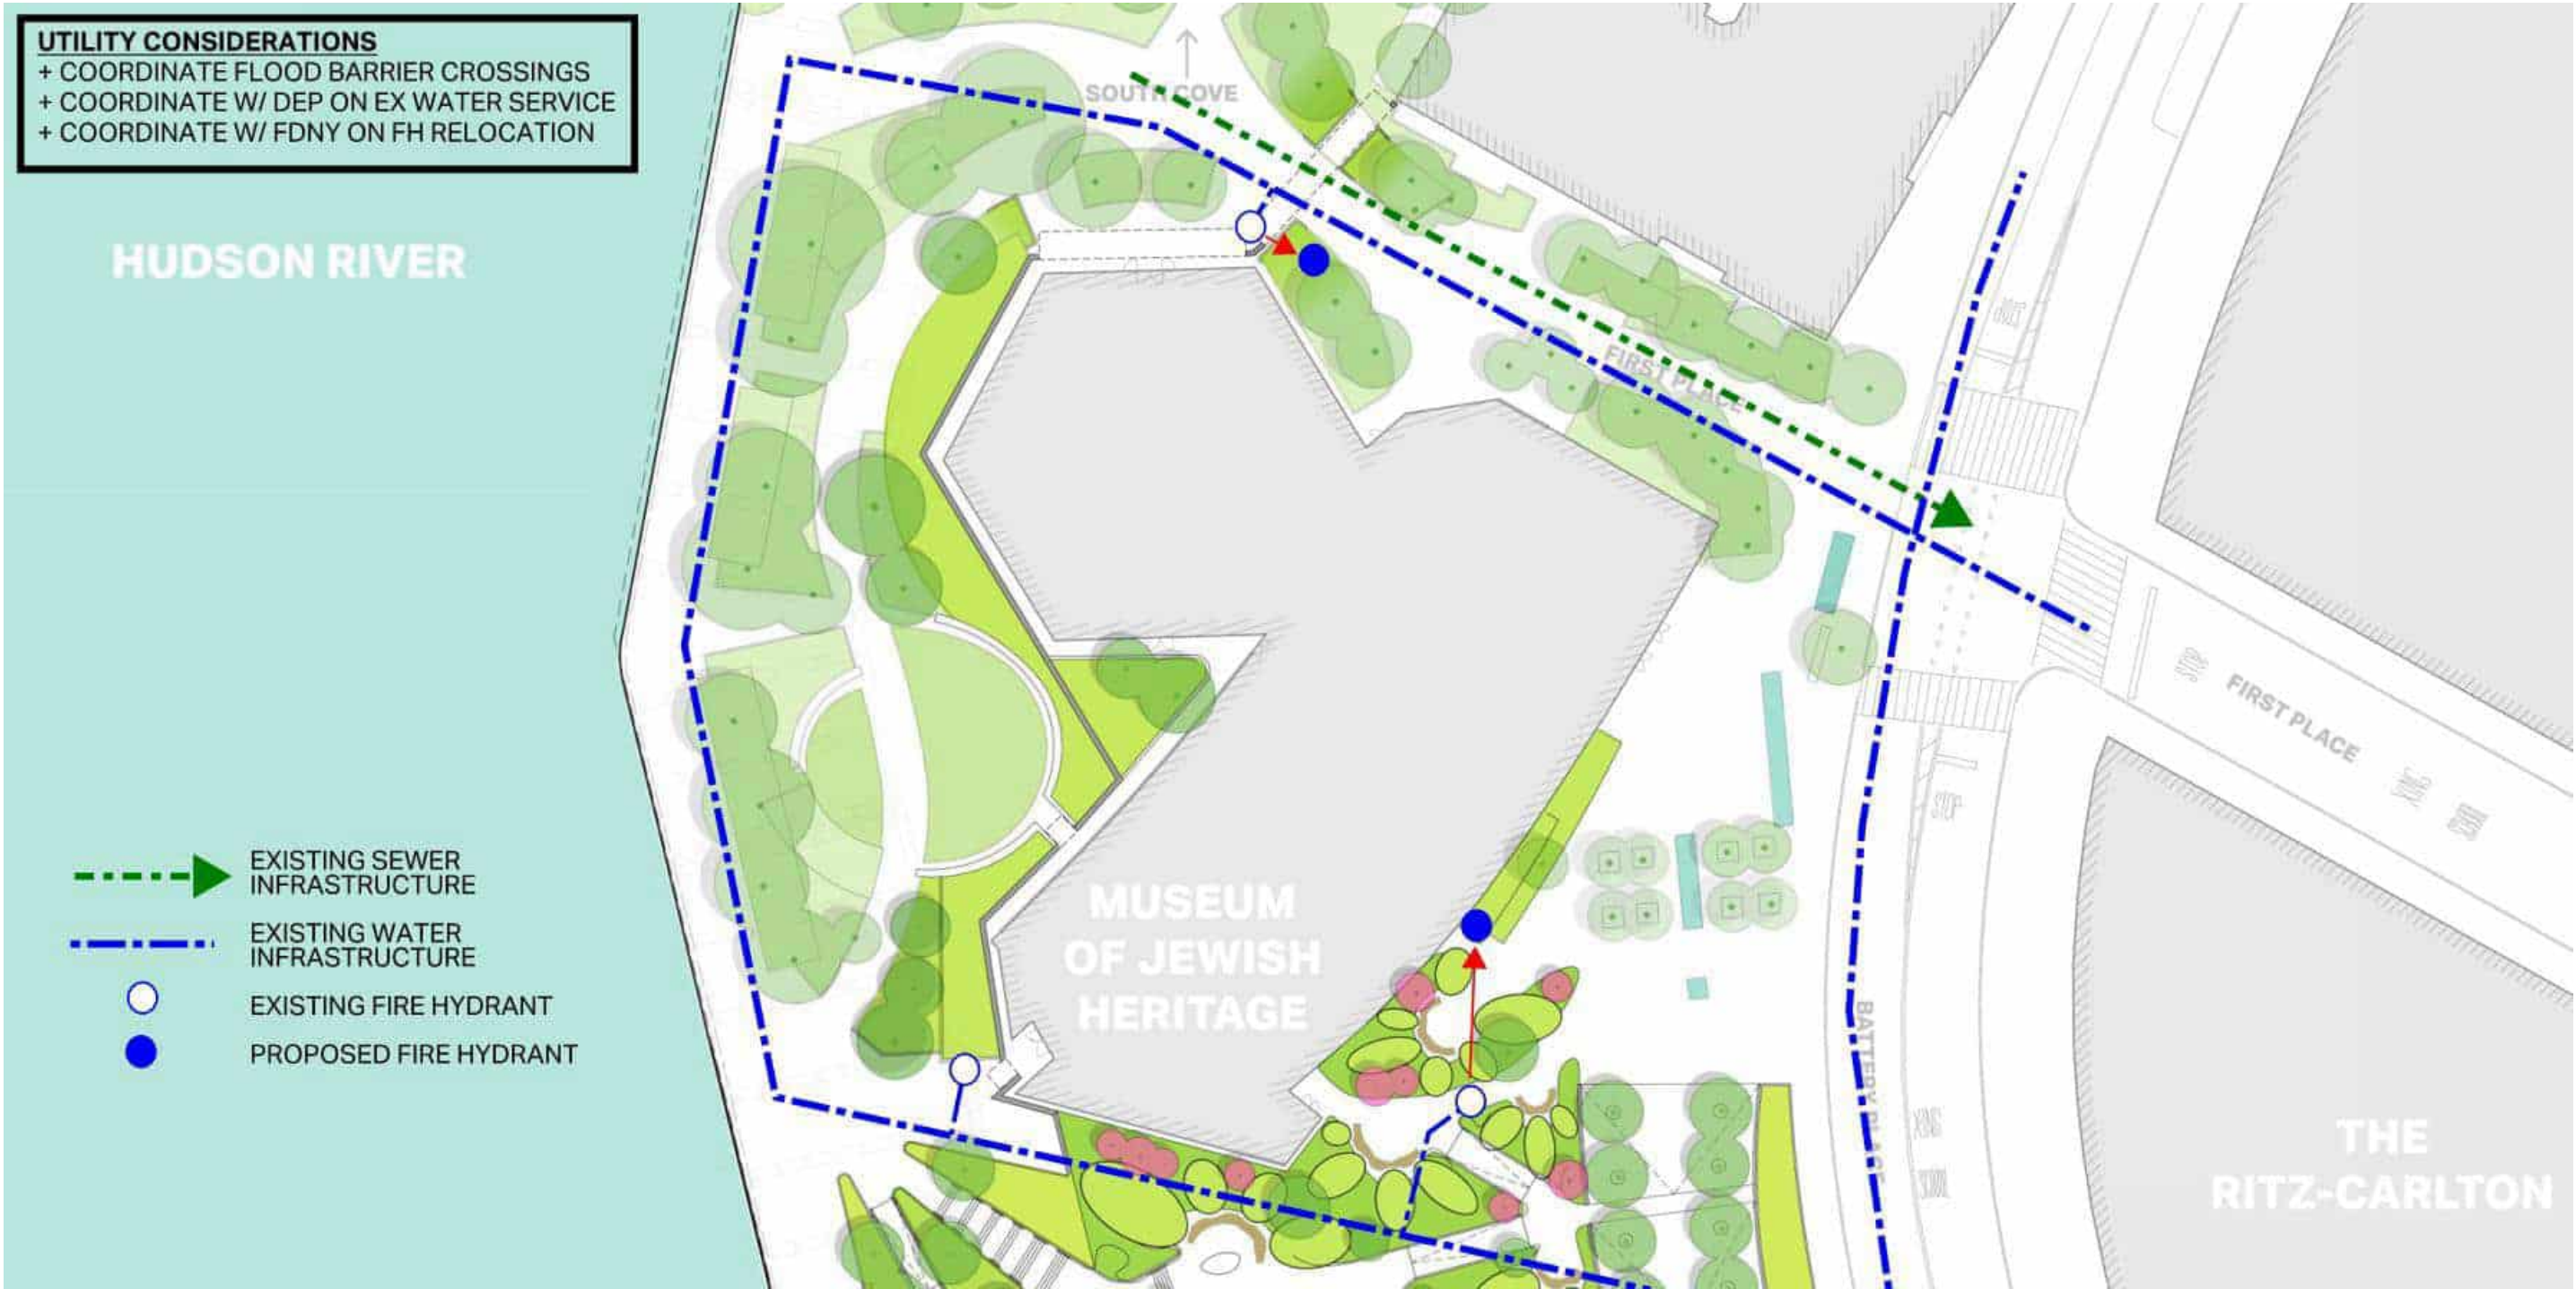 UTILITY CONSIDERATIONS
+ COORDINATE FLOOD BARRIER CROSSINGS
+ COORDINATE W/ DEP ON EX WATER SERVICE
+ COORDINATE W/ FDNY ON FH RELOCATION
SOUTH COVE
HUDSON RIVER
FIRST PLACE
FIRST PLACE
EXISTING SEWER
INFRASTRUCTURE
EXISTING WATER
INFRASTRUCTURE
EXISTING FIRE HYDRANT
PROPOSED FIRE HYDRANT
MUSEUM
OF JEWISH
HERITAGE
BATTERY PLACE
THE
RITZ-CARLTON